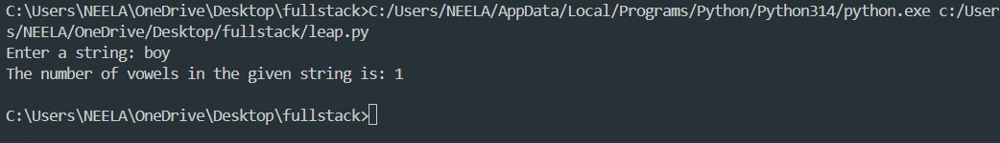 C:\Users\NEELA\OneDrive\Desktop\fullstack>C:/Users/NEELA/AppData/Local/Programs/Python/Python314/python.exe c:/User
s/NEELA/OneDrive/Desktop/fullstack/leap.py
Enter a string: boy
The number of vowels in the given string is: 1
C:\Users\NEELA\OneDrive\Desktop\fullstack>